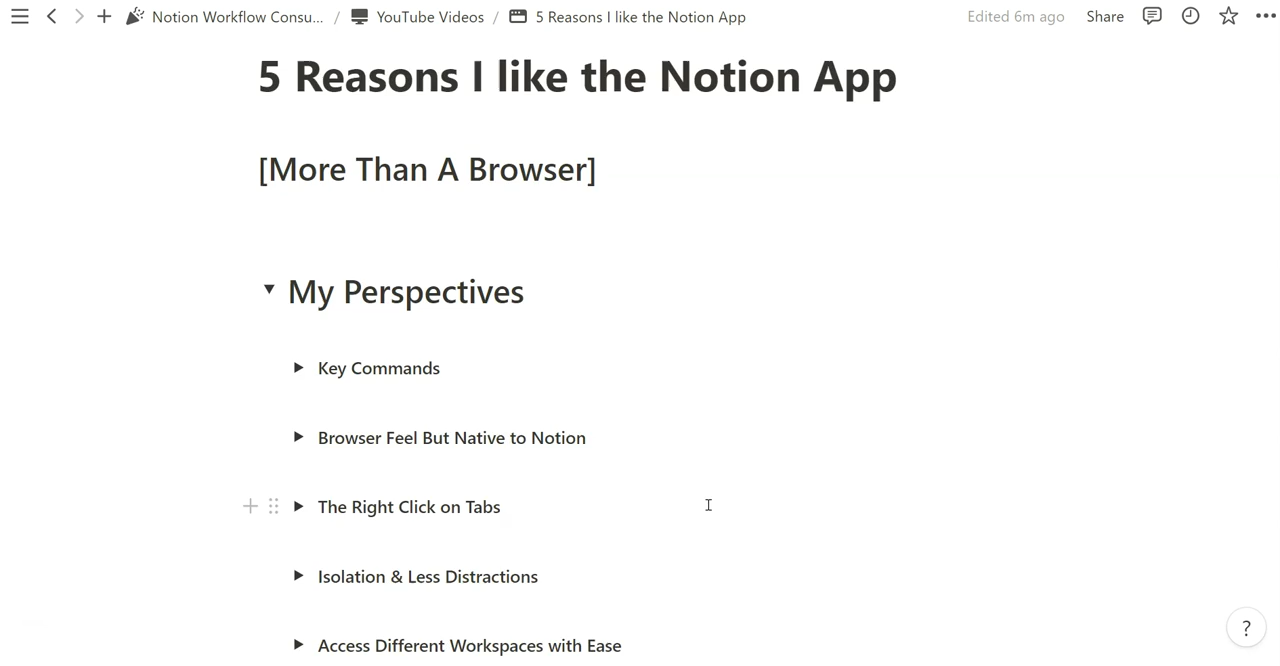 Notion Workflow Consu... / YouTube Videos / 5 Reasons I like the Notion App Edited 6m ago Share
5 Reasons I like the Notion App
[More Than A Browser]
My Perspectives
Key Commands
Browser Feel But Native to Notion
The Right Click on Tabs
Isolation & Less Distractions
?
Access Different Workspaces with Ease